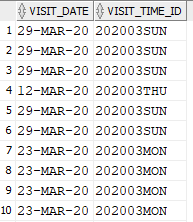 VISIT_DATE VISIT_TIME_ID
1 29-MAR-20 202003SUN
2 29-MAR-20 202003SUN
3 29-MAR-20 202003SUN
4 12-MAR-20 202003THU
5 29-MAR-20 202003SUN
6 29-MAR-20 202003SUN
7 23-MAR-20 202003MON
8 23-MAR-20 202003MON
9 23-MAR-20 202003MON
10 23-MAR-20 202003MON